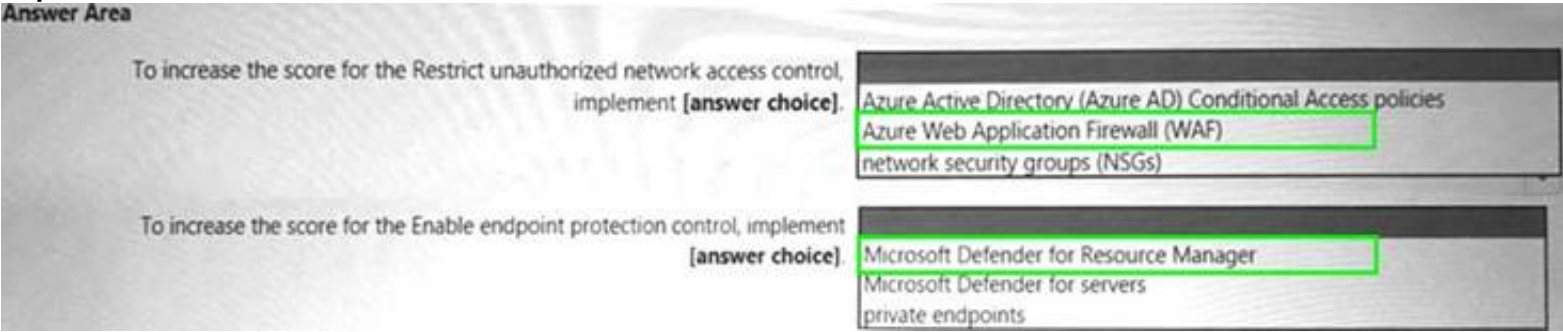 Answer Area
To increase the score for the Restrict unauthorized network access control,
implement [answer choice].
Azure Active Directory (Azure AD) Conditional Access policies
Azure Web Application Firewall (WAF)
network security groups (NSGs)
To increase the score for the Enable endpoint protection control, implement
[answer choice].
Microsoft Defender for Resource Manager
Microsoft Defender for servers
private endpoints